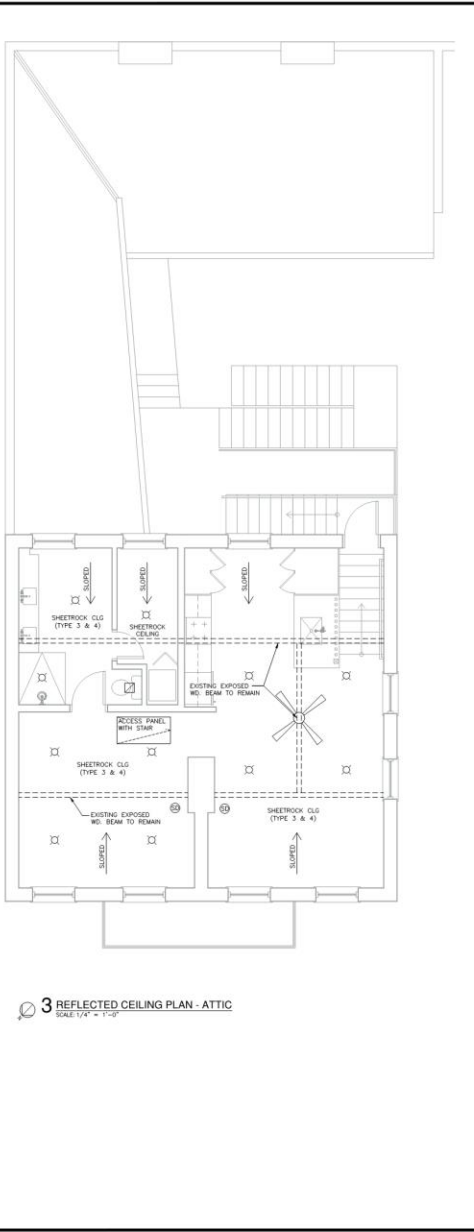 SLOPED
SLOPED
SLOPED
SHEETROCK CLG
(TYPE 3 & 4)
SHEETROCK
CEILING
EXISTING EXPOSED
WD. BEAM TO REMAIN
ACCESS PANEL
WITH STAIR
SHEETROCK CLG
(TYPE 3 & 4)
SD
SD
EXISTING EXPOSED
WD. BEAM TO REMAIN
SHEETROCK CLG
(TYPE 3 & 4)
SLOPED
SLOPED
3 REFLECTED CEILING PLAN - ATTIC
SCALE: 1/4" = 1'-0"